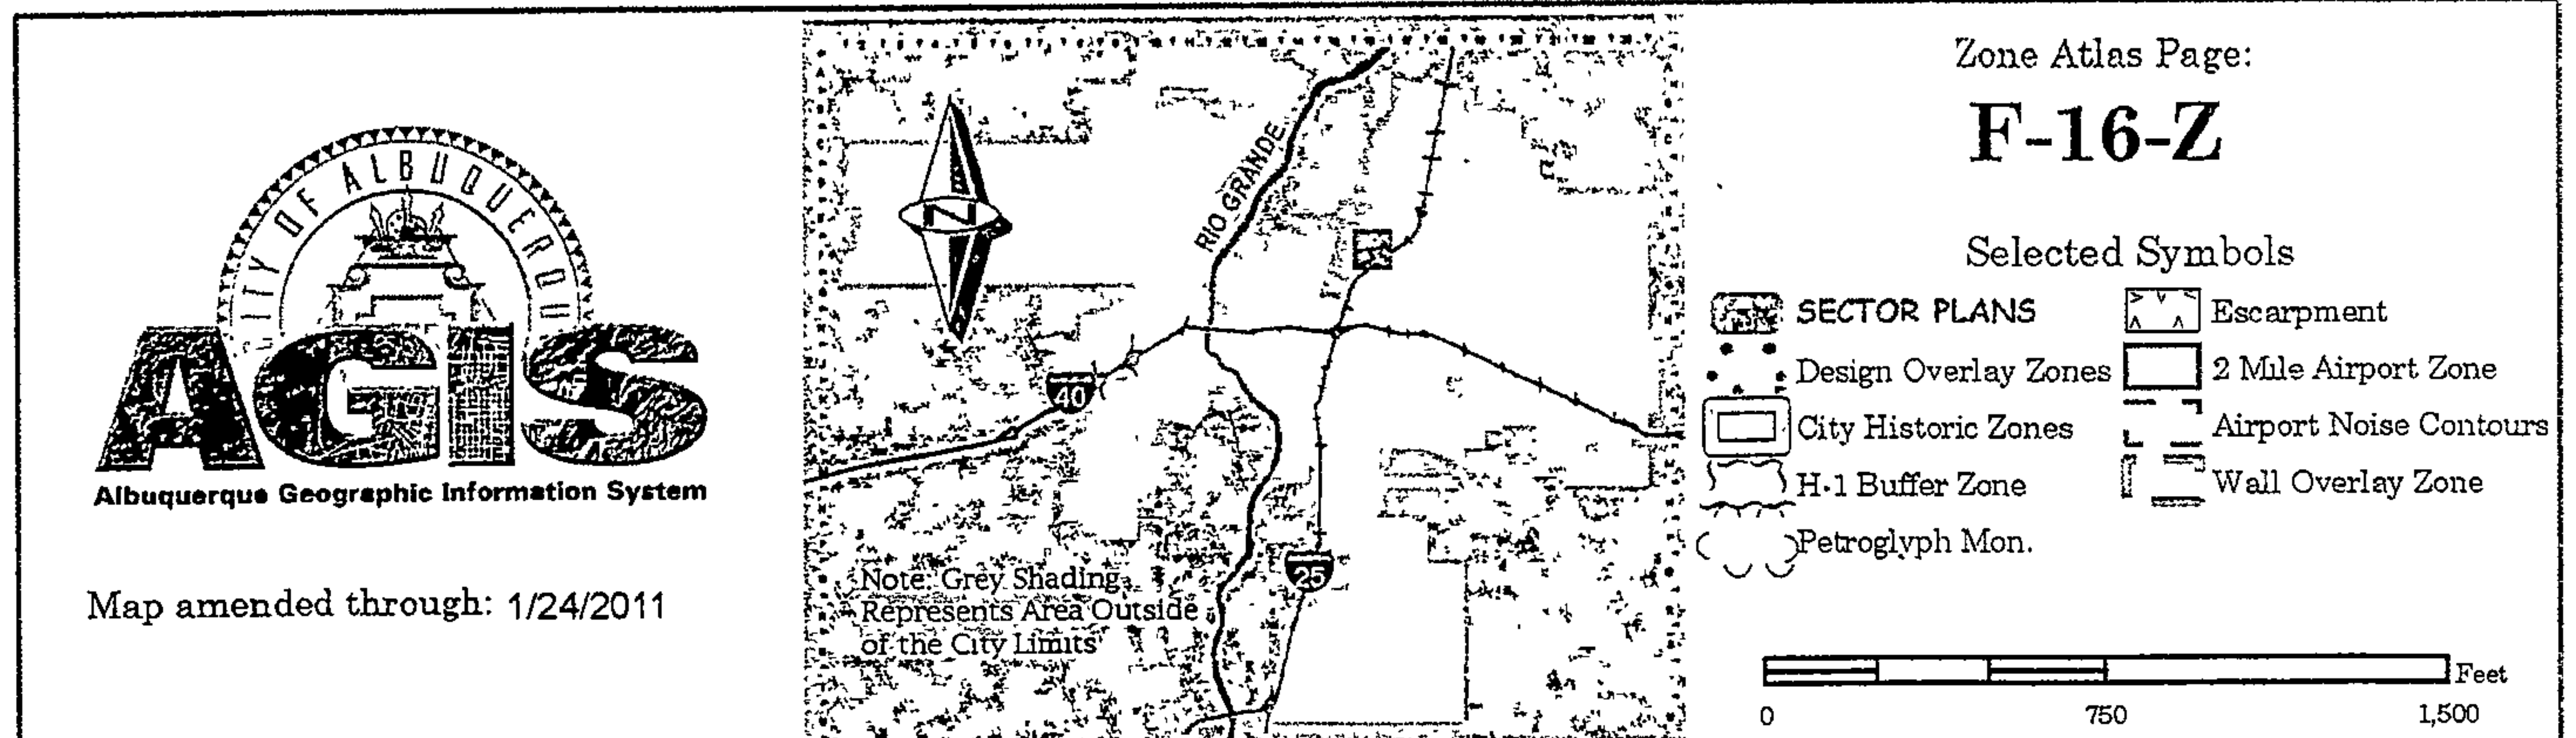 CITY OF ALBUQUERQU
AGIS
Albuquerque Geographic Information System
Map amended through: 1/24/2011
N
RIO GRANDE
40
25
Note: Grey Shading
Represents Area Outside
of the City Limits
Zone Atlas Page:
F-16-Z
Selected Symbols
SECTOR PLANS
Escarpment
Design Overlay Zones
2 Mile Airport Zone
City Historic Zones
Airport Noise Contours
H-1 Buffer Zone
Wall Overlay Zone
Petroglyph Mon.
Feet
0 750 1,500